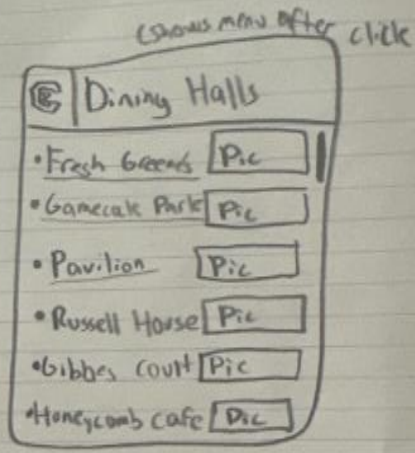 (shows menu after click
C Dining Halls
• Fresh Greens Pic
• Gamecak Park Pic
• Pavilion Pic
• Russell House Pic
• Gibbes Court Pic
• Honeycomb cafe Pic